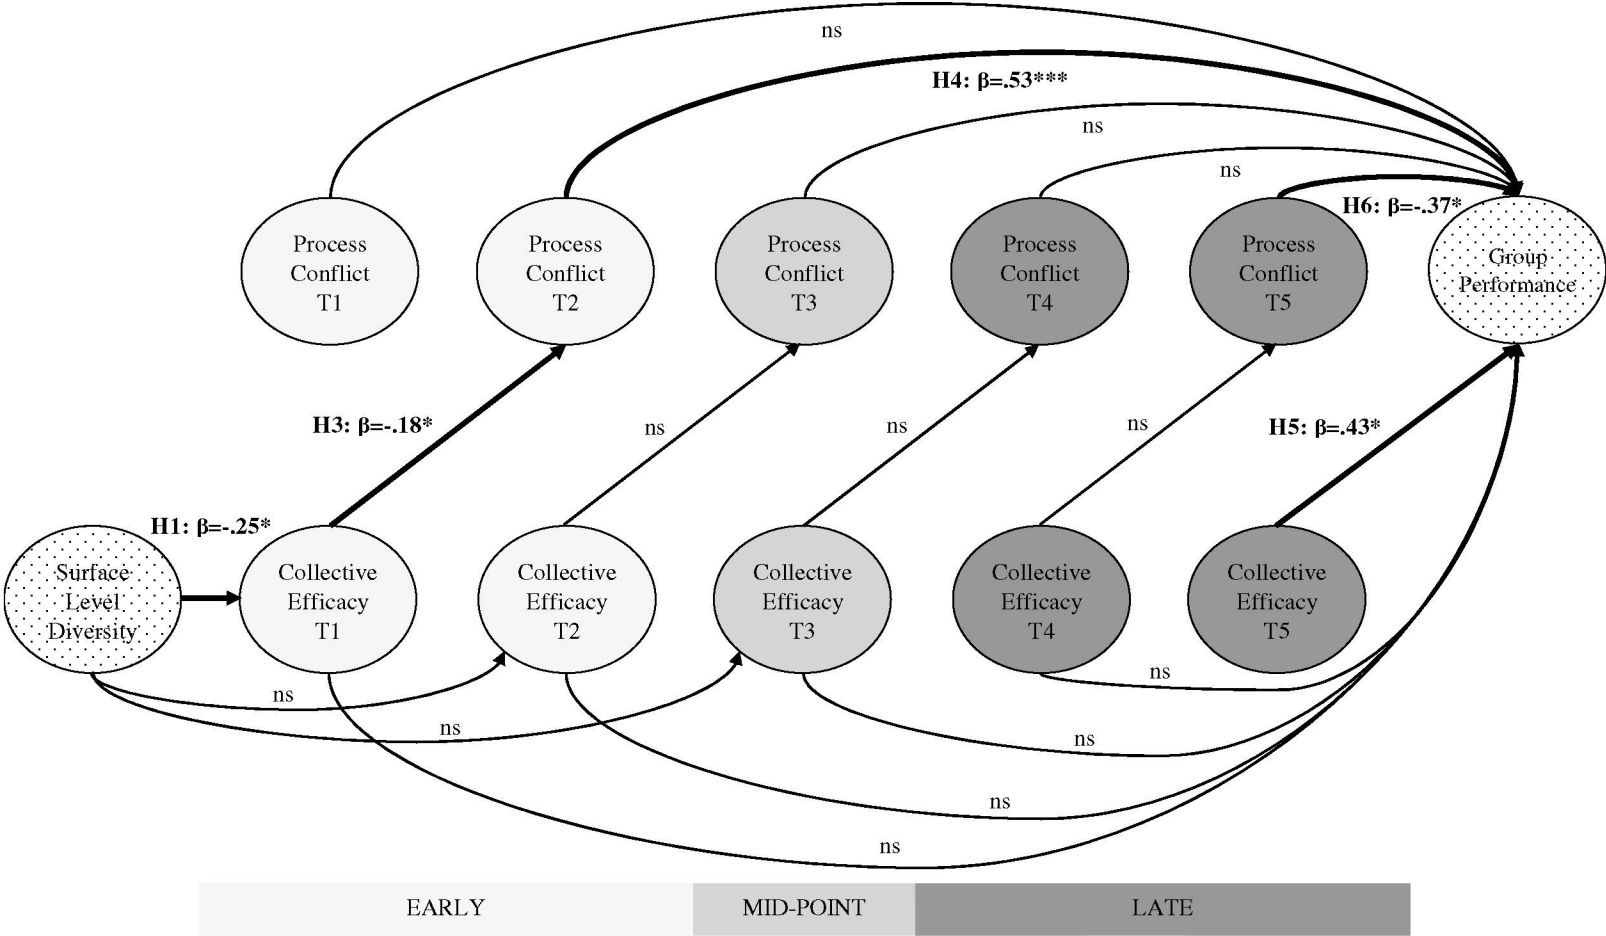 ns
H4: β=.53***
ns
ns
H6: β=-.37*
Process
Conflict
T1
Process
Conflict
T2
Process
Conflict
T3
Process
Conflict
T4
Process
Conflict
T5
Group
Performance
H3: β=-.18*
ns
ns
ns
H5: β=.43*
H1: β=-.25*
Surface
Level
Diversity
Collective
Efficacy
T1
Collective
Efficacy
T2
Collective
Efficacy
T3
Collective
Efficacy
T4
Collective
Efficacy
T5
ns
ns
ns
ns
ns
ns
EARLY
MID-POINT
LATE